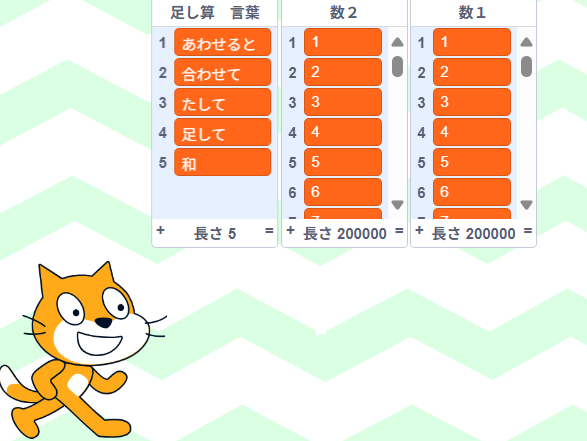 足し算　言葉
1 あわせると
2 合わせて
3 たして
4 足して
5 和
+ 長さ 5 =
数２
1 1
2 2
3 3
4 4
5 5
6 6
+ 長さ 200000 =
数１
1 1
2 2
3 3
4 4
5 5
6 6
+ 長さ 200000 =